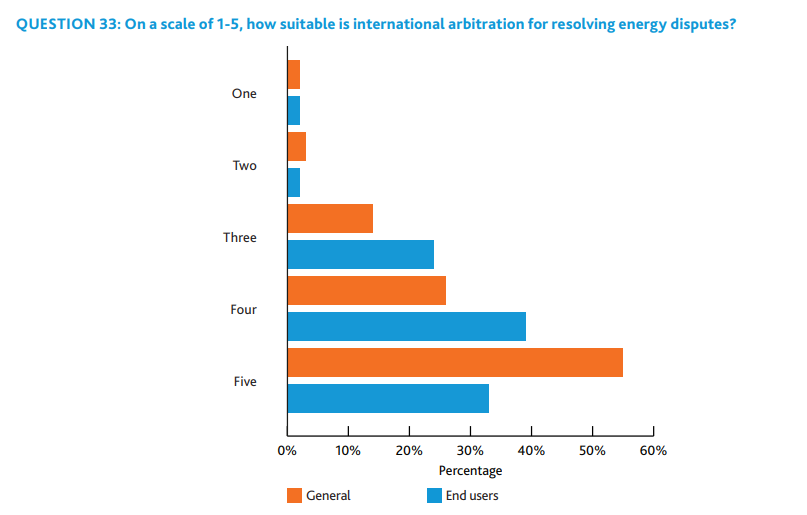 QUESTION 33: On a scale of 1-5, how suitable is international arbitration for resolving energy disputes?
One
Two
Three
Four
Five
0% 10% 20% 30% 40% 50% 60%
Percentage
General End users